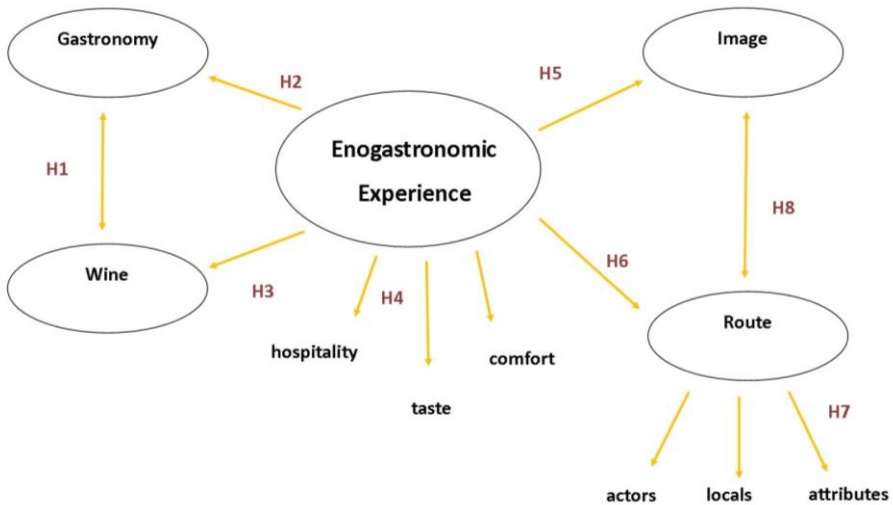 Gastronomy
Image
H5
H2
Enogastronomic
Experience
H1
H8
H6
Wine
H3
H4
Route
hospitality
comfort
taste
H7
actors
locals
attributes